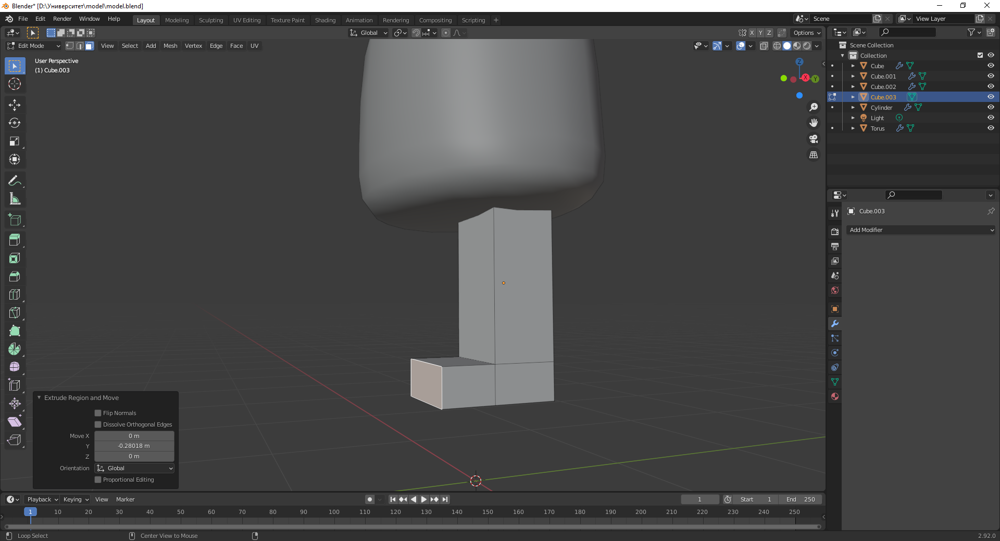 Blender* [D:\Университет\model\model.blend]
File Edit Render Window Help Layout Modeling Sculpting UV Editing Texture Paint Shading Animation Rendering Compositing Scripting + Scene View Layer
Global X Y Z Options
Edit Mode View Select Add Mesh Vertex Edge Face UV
User Perspective
(1) Cube.003
Z
X
Y
Scene Collection
Collection
Cube
Cube.001
Cube.002
Cube.003
Cylinder
Light
Torus
Cube.003
Add Modifier
Extrude Region and Move
Flip Normals
Dissolve Orthogonal Edges
Move X 0 m
Y -0.28018 m
Z 0 m
Orientation Global
Proportional Editing
Playback Keying View Marker 1 Start 1 End 250
1 10 20 30 40 50 60 70 80 90 100 110 120 130 140 150 160 170 180 190 200 210 220 230 240 250
Loop Select Center View to Mouse 2.92.0